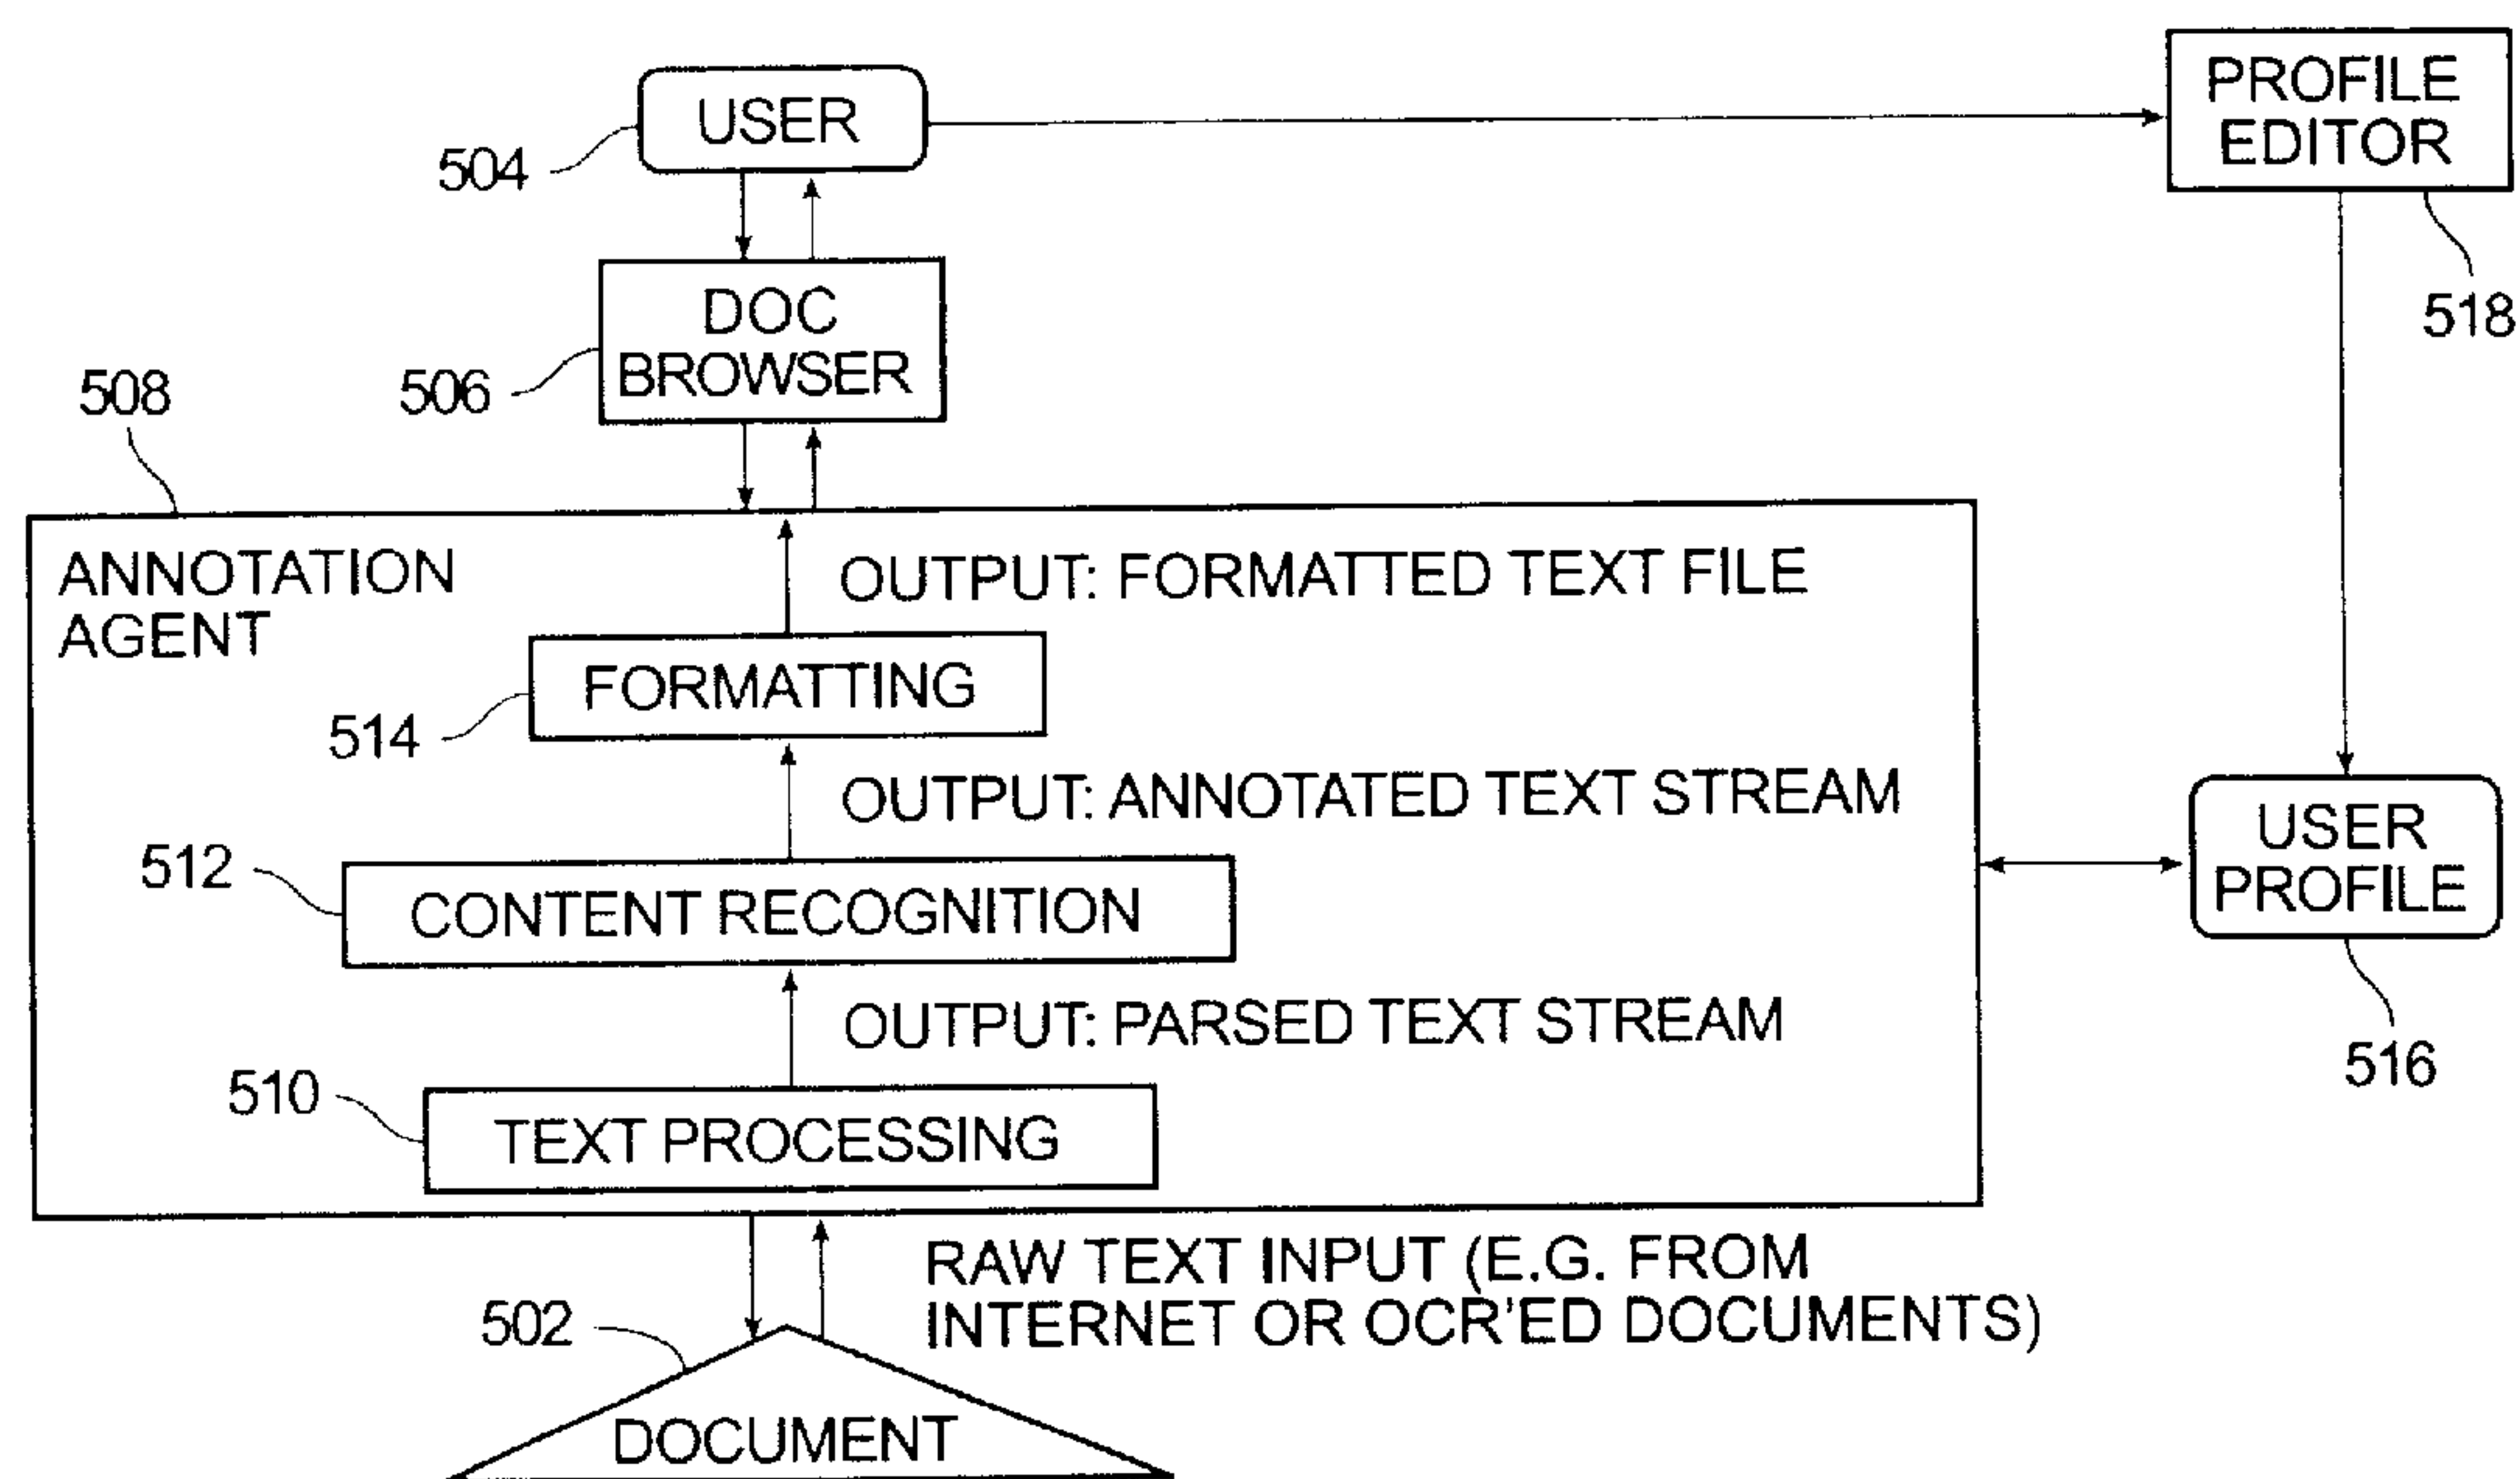 USER
504
PROFILE
EDITOR
518
DOC
BROWSER
506
508
ANNOTATION
AGENT
OUTPUT: FORMATTED TEXT FILE
FORMATTING
514
OUTPUT: ANNOTATED TEXT STREAM
512
CONTENT RECOGNITION
USER
PROFILE
516
OUTPUT: PARSED TEXT STREAM
510
TEXT PROCESSING
RAW TEXT INPUT (E.G. FROM
INTERNET OR OCR'ED DOCUMENTS)
502
DOCUMENT